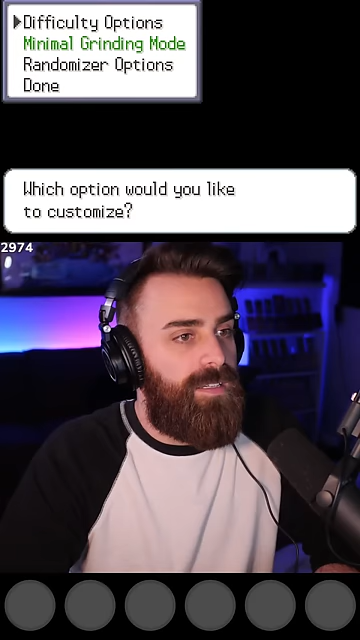 Difficulty Options
Minimal Grinding Mode
Randomizer Options
Done
Which option would you like
to customize?
2974